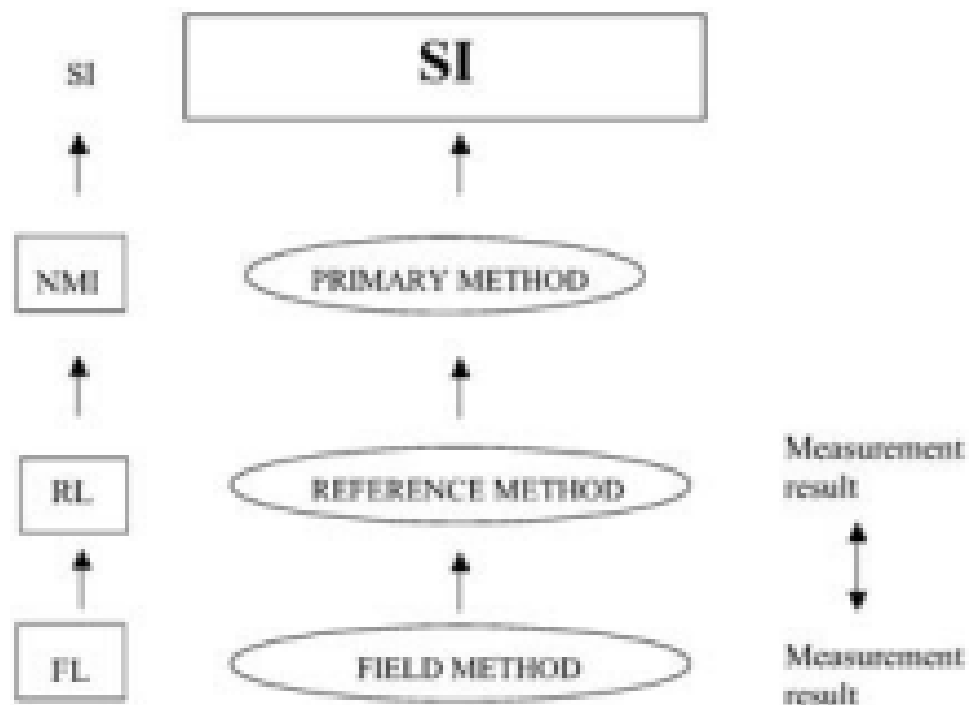 SI
SI
NMI
PRIMARY METHOD
RL
REFERENCE METHOD
Measurement
result
FL
FIELD METHOD
Measurement
result